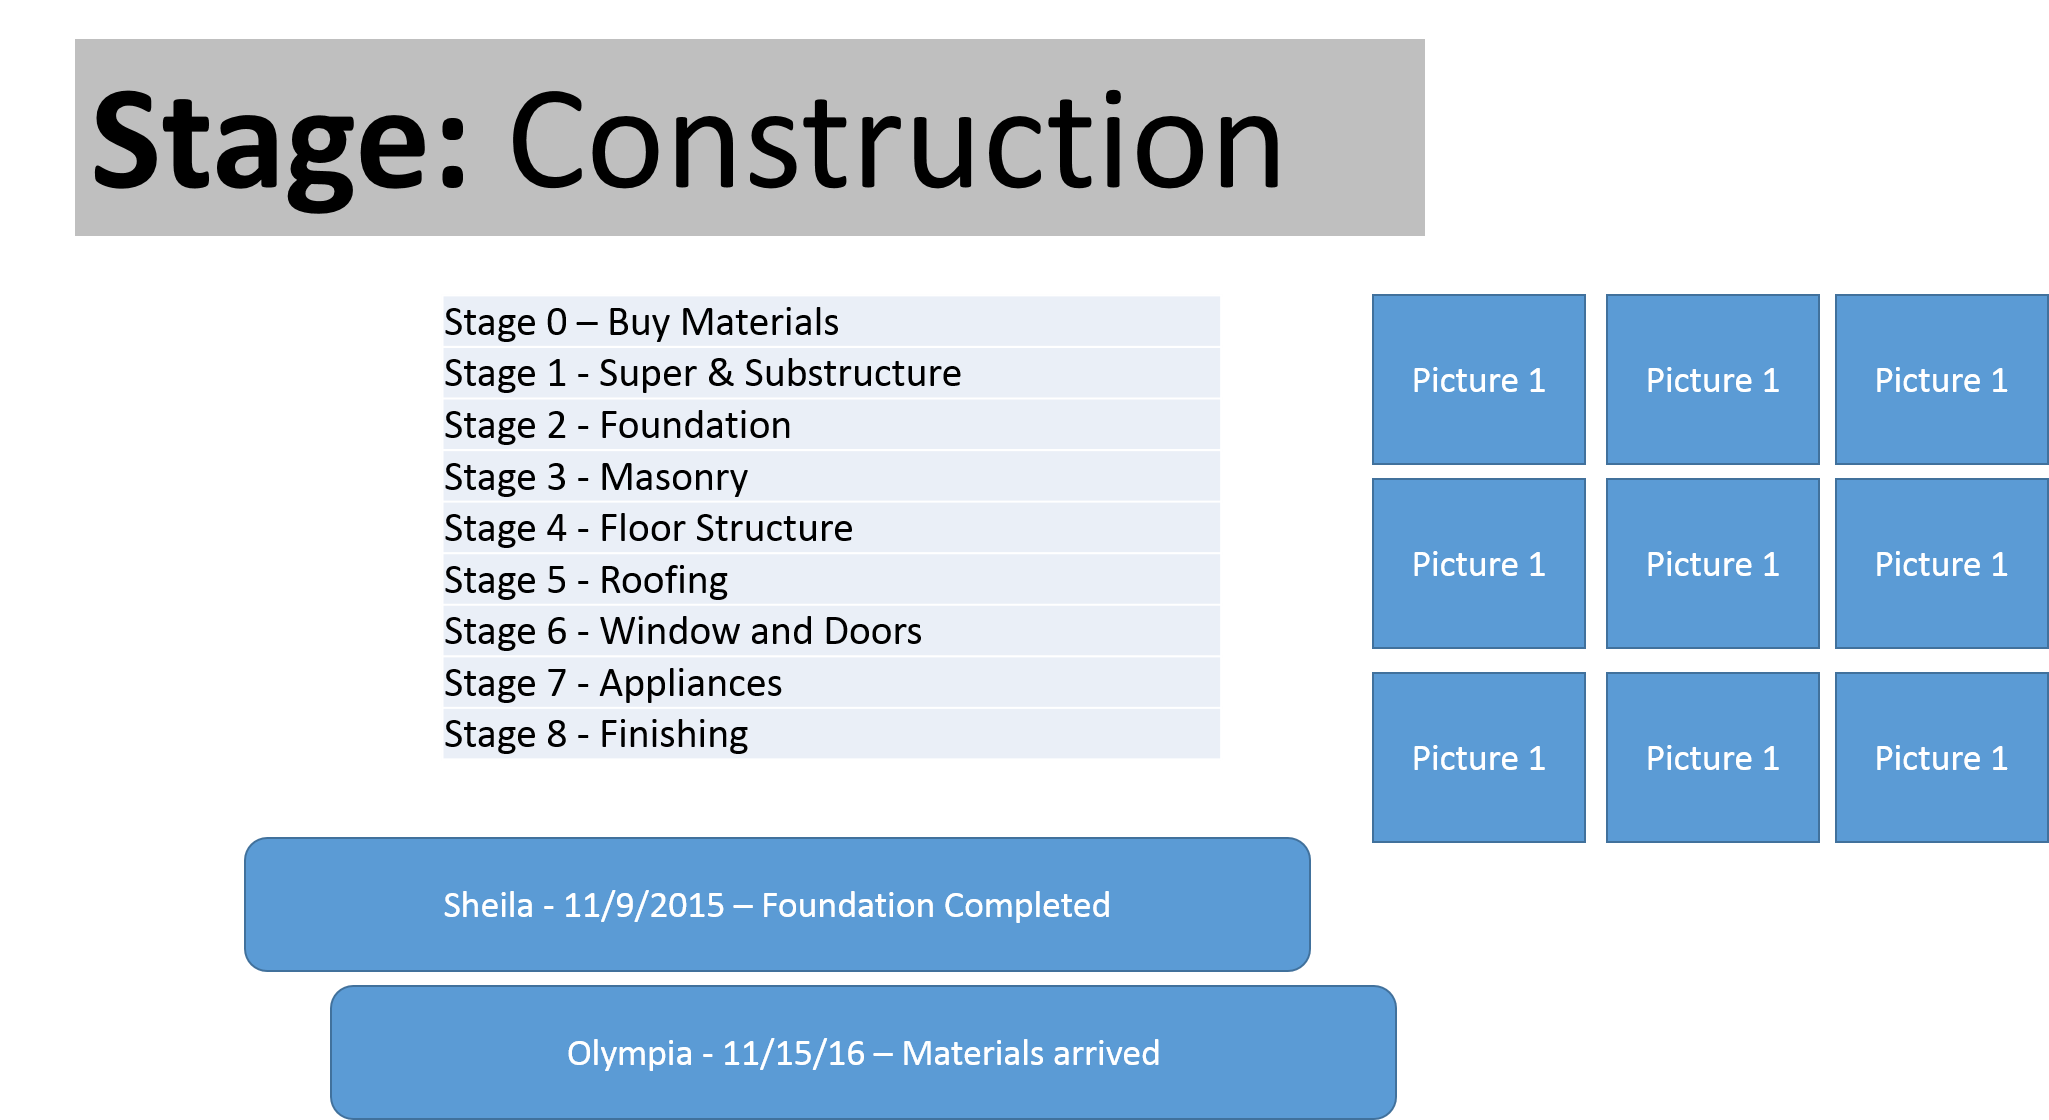 Stage: Construction
Stage 0 – Buy Materials
Stage 1 - Super & Substructure
Stage 2 - Foundation
Stage 3 - Masonry
Stage 4 - Floor Structure
Stage 5 - Roofing
Stage 6 - Window and Doors
Stage 7 - Appliances
Stage 8 - Finishing
Picture 1 Picture 1 Picture 1
Picture 1 Picture 1 Picture 1
Picture 1 Picture 1 Picture 1
Sheila - 11/9/2015 – Foundation Completed
Olympia - 11/15/16 – Materials arrived